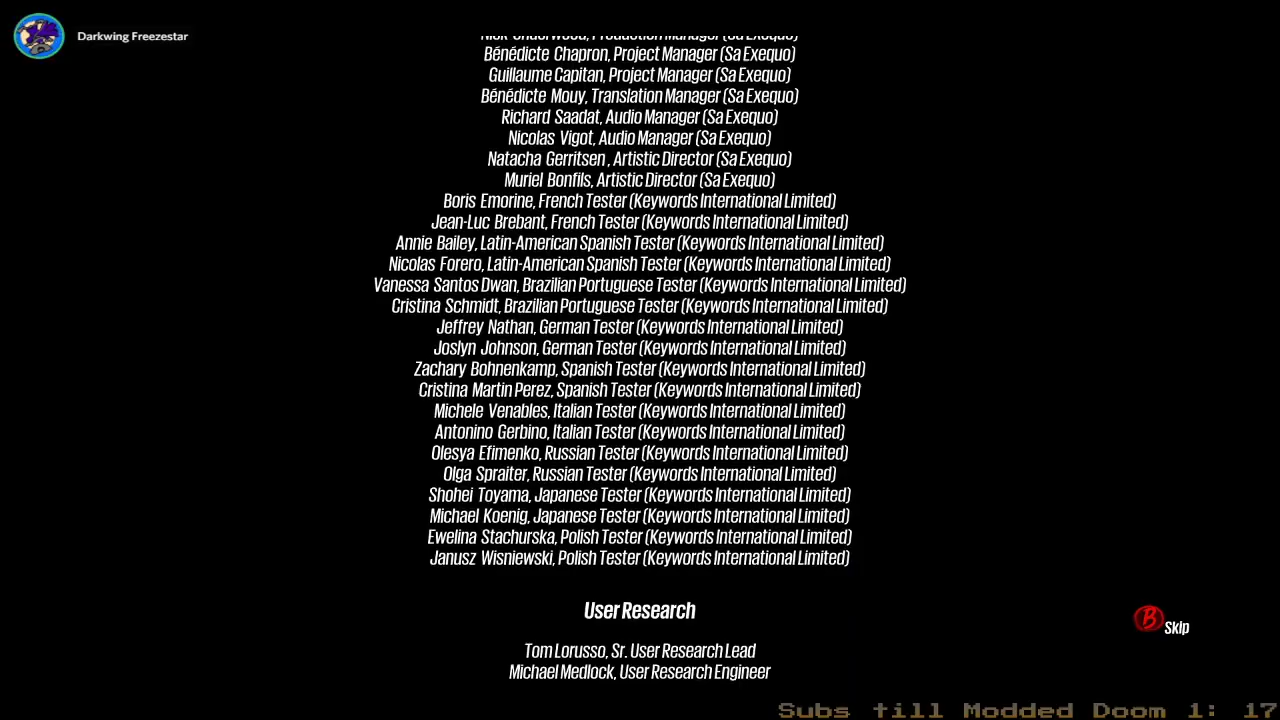 Darkwing Freezestar
Nick Underwood, Production Manager (Sa Exequo)
Bénédicte Chapron, Project Manager (Sa Exequo)
Guillaume Capitan, Project Manager (Sa Exequo)
Bénédicte Mouy, Translation Manager (Sa Exequo)
Richard Saadat, Audio Manager (Sa Exequo)
Nicolas Vigot, Audio Manager (Sa Exequo)
Natacha Gerritsen , Artistic Director (Sa Exequo)
Muriel Bonfils, Artistic Director (Sa Exequo)
Boris Emorine, French Tester (Keywords International Limited)
Jean-Luc Brebant, French Tester (Keywords International Limited)
Annie Bailey, Latin-American Spanish Tester (Keywords International Limited)
Nicolas Forero, Latin-American Spanish Tester (Keywords International Limited)
Vanessa Santos Dwan, Brazilian Portuguese Tester (Keywords International Limited)
Cristina Schmidt, Brazilian Portuguese Tester (Keywords International Limited)
Jeffrey Nathan, German Tester (Keywords International Limited)
Joslyn Johnson, German Tester (Keywords International Limited)
Zachary Bohnenkamp, Spanish Tester (Keywords International Limited)
Cristina Martin Perez, Spanish Tester (Keywords International Limited)
Michele Venables, Italian Tester (Keywords International Limited)
Antonino Gerbino, Italian Tester (Keywords International Limited)
Olesya Efimenko, Russian Tester (Keywords International Limited)
Olga Spraiter, Russian Tester (Keywords International Limited)
Shohei Toyama, Japanese Tester (Keywords International Limited)
Michael Koenig, Japanese Tester (Keywords International Limited)
Ewelina Stachurska, Polish Tester (Keywords International Limited)
Janusz Wisniewski, Polish Tester (Keywords International Limited)
User Research
B Skip
Tom Lorusso, Sr. User Research Lead
Michael Medlock, User Research Engineer
Subs till Modded Doom 1: 17